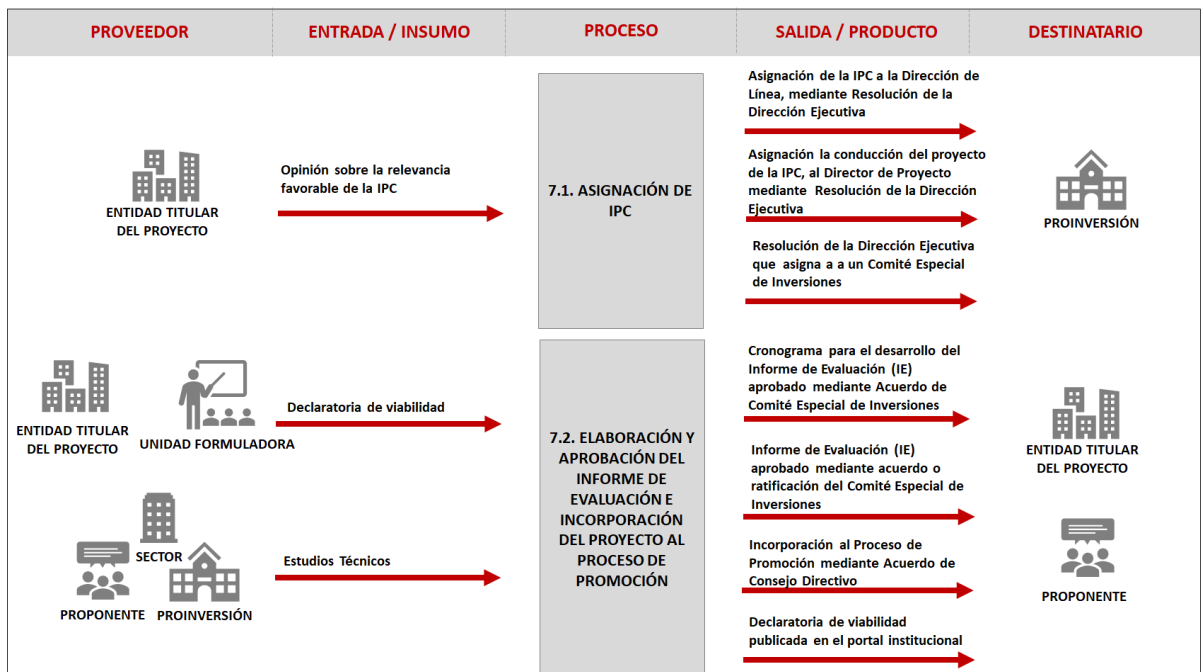 PROVEEDOR
ENTRADA / INSUMO
PROCESO
SALIDA / PRODUCTO
DESTINATARIO
ENTIDAD TITULAR
DEL PROYECTO
Opinión sobre la relevancia
favorable de la IPC
7.1. ASIGNACIÓN DE
IPC
Asignación de la IPC a la Dirección de
Línea, mediante Resolución de la
Dirección Ejecutiva
Asignación la conducción del proyecto
de la IPC, al Director de Proyecto
mediante Resolución de la Dirección
Ejecutiva
Resolución de la Dirección Ejecutiva
que asigna a a un Comité Especial
de Inversiones
PROINVERSIÓN
ENTIDAD TITULAR
DEL PROYECTO
UNIDAD FORMULADORA
Declaratoria de viabilidad
SECTOR
PROPONENTE
PROINVERSIÓN
Estudios Técnicos
7.2. ELABORACIÓN Y
APROBACIÓN DEL
INFORME DE
EVALUACIÓN E
INCORPORACIÓN
DEL PROYECTO AL
PROCESO DE
PROMOCIÓN
Cronograma para el desarrollo del
Informe de Evaluación (IE)
aprobado mediante Acuerdo de
Comité Especial de Inversiones
Informe de Evaluación (IE)
aprobado mediante acuerdo o
ratificación del Comité Especial de
Inversiones
Incorporación al Proceso de
Promoción mediante Acuerdo de
Consejo Directivo
Declaratoria de viabilidad
publicada en el portal institucional
ENTIDAD TITULAR
DEL PROYECTO
PROPONENTE